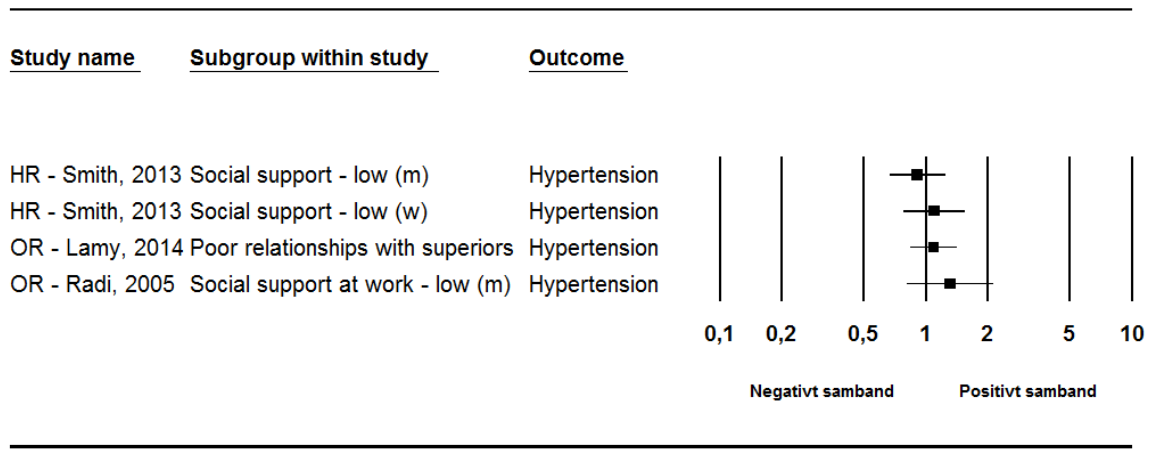 Study name Subgroup within study Outcome
HR - Smith, 2013 Social support - low (m) Hypertension
HR - Smith, 2013 Social support - low (w) Hypertension
OR - Lamy, 2014 Poor relationships with superiors Hypertension
OR - Radi, 2005 Social support at work - low (m) Hypertension
0,1 0,2 0,5 1 2 5 10
Negativt samband Positivt samband